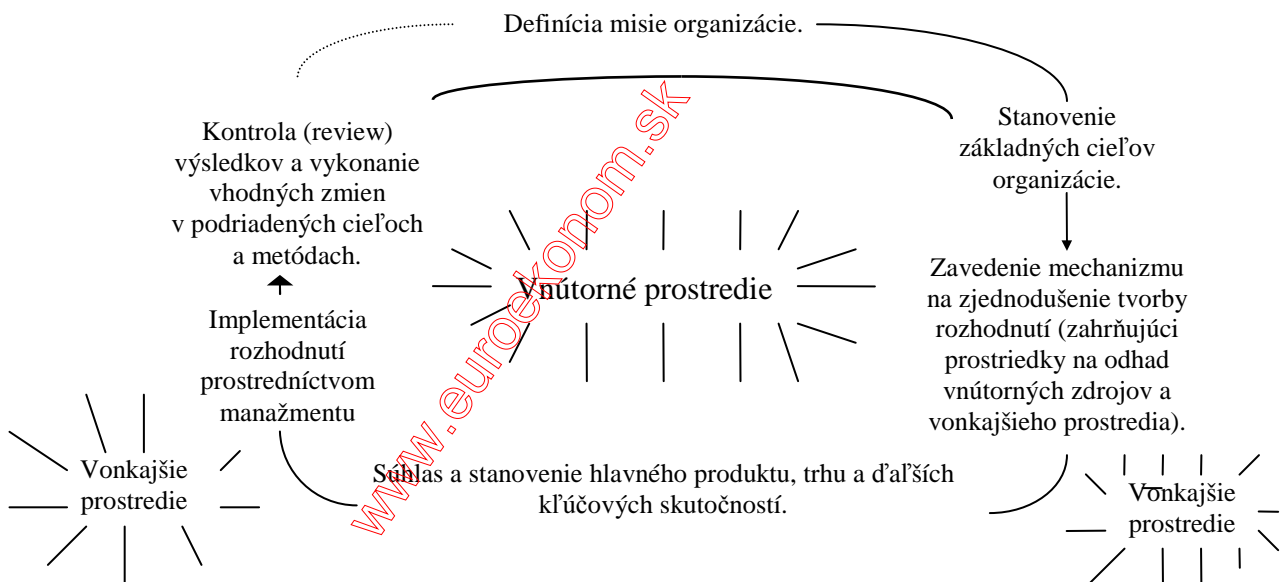 Definícia misie organizácie.
Stanovenie
základných cieľov
organizácie.
Zavedenie mechanizmu
na zjednodušenie tvorby
rozhodnutí (zahrňujúci
prostriedky na odhad
vnútorných zdrojov a
vonkajšieho prostredia).
Súhlas a stanovenie hlavného produktu, trhu a ďaľších
kľúčových skutočností.
Implementácia
rozhodnutí
prostredníctvom
manažmentu
Kontrola (review)
výsledkov a vykonanie
vhodných zmien
v podriadených cieľoch
a metódach.
Vnútorné prostredie
Vonkajšie
prostredie
Vonkajšie
prostredie
www.euroekonom.sk